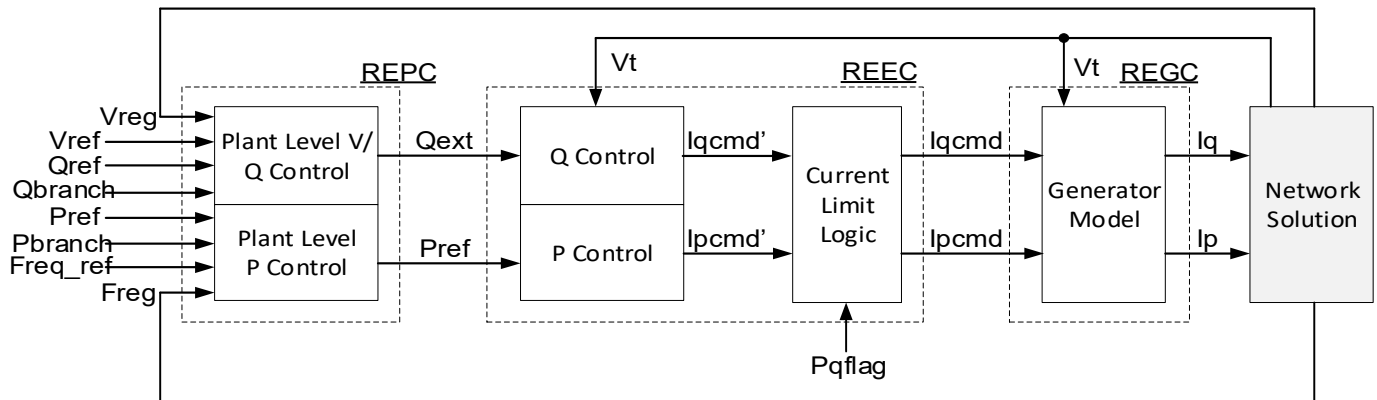 REPC
REEC
REGC
Vt
Vt
Vreg
Vref
Qref
Qbranch
Pref
Pbranch
Freq_ref
Freg
Plant Level V/
Q Control
Plant Level
P Control
Qext
Pref
Q Control
P Control
Iqcmd’
Ipcmd’
Current
Limit
Logic
Pqflag
Iqcmd
Ipcmd
Generator
Model
Iq
Ip
Network
Solution